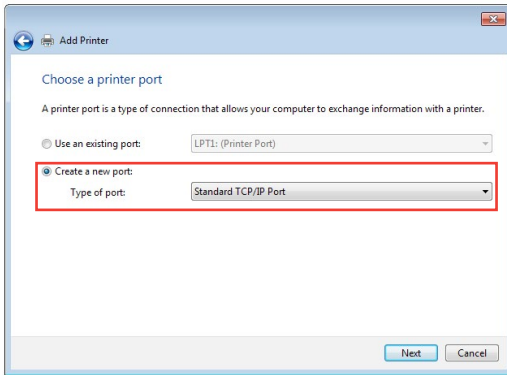 Add Printer
Choose a printer port
A printer port is a type of connection that allows your computer to exchange information with a printer.
Use an existing port: LPT1: (Printer Port)
Create a new port:
Type of port: Standard TCP/IP Port
Next Cancel